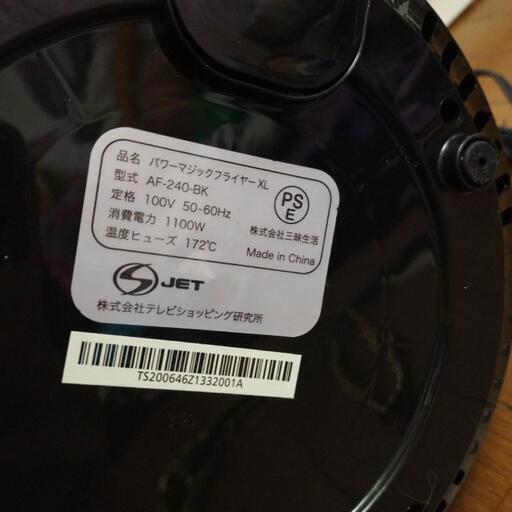 品名 パワーマジックフライヤーXL
型式 AF-240-BK
定格 100V 50-60Hz
消費電力 1100W
温度ヒューズ 172℃
PS
E
株式会社三昧生活
Made in China
JET
株式会社テレビショッピング研究所
TS200646Z1332001A